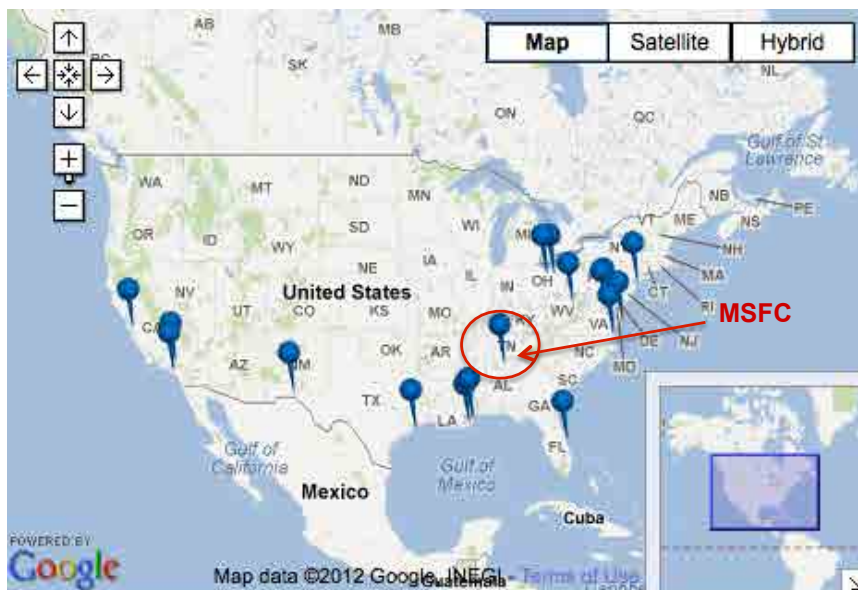 AB
MB
Map
Satellite
Hybrid
SK
NL
ON
QC
Gulf of St
Lawrence
WA
MT
ND
MN
NB
PE
VT
ME
NS
OR
ID
SD
WI
MI
NH
WY
NE
IA
IL
IN
OH
MA
NV
United States
CT
RI
UT
CO
KS
MO
KY
WV
VA
MSFC
CA
DE
NJ
OK
AR
NC
MD
AZ
NM
AL
SC
TX
GA
LA
Gulf of
California
Gulf of
Mexico
FL
Mexico
Cuba
POWERED BY
Google
Map data ©2012 Google, INEGI - Terms of Use
Guatemala